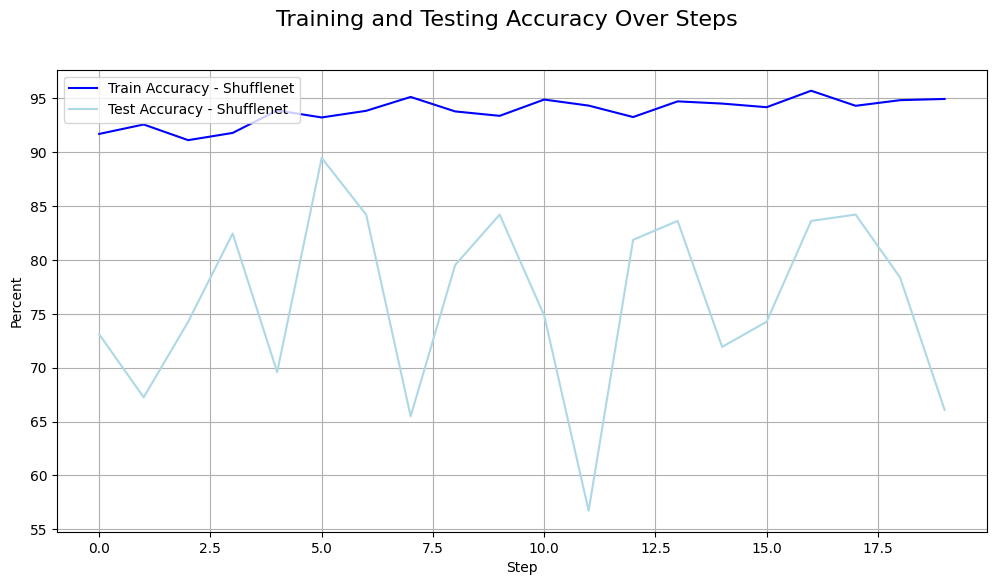 Training and Testing Accuracy Over Steps
Train Accuracy - Shufflenet
Test Accuracy - Shufflenet
95
90
85
80
75
70
65
60
55
Percent
0.0 2.5 5.0 7.5 10.0 12.5 15.0 17.5
Step